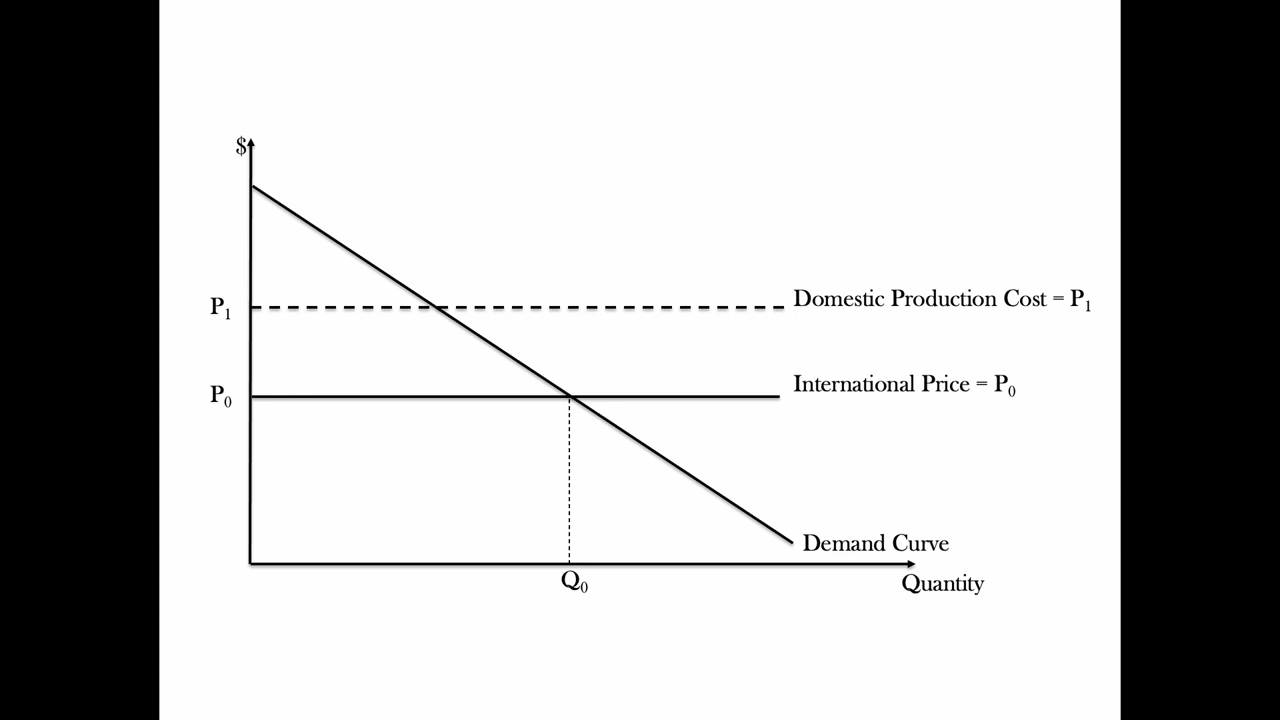 $
P₁
Domestic Production Cost = P₁
P₀
International Price = P₀
Demand Curve
Q₀
Quantity